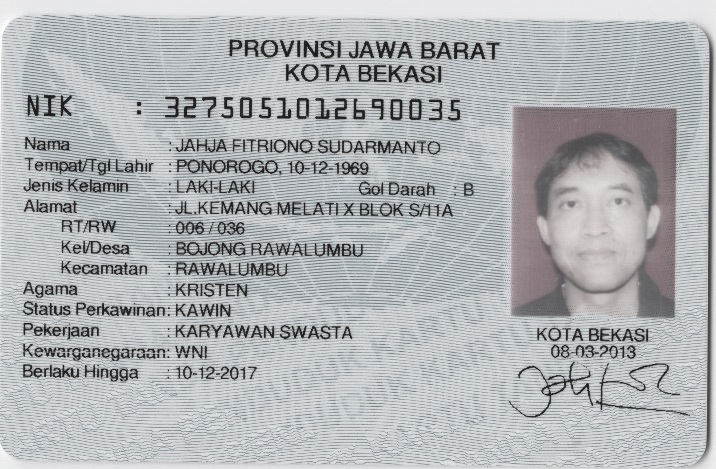 PROVINSI JAWA BARAT
KOTA BEKASI
NIK : 3275051012690035
Nama : JAHJA FITRIONO SUDARMANTO
Tempat/Tgl Lahir : PONOROGO, 10-12-1969
Jenis Kelamin : LAKI-LAKI Gol Darah : B
Alamat : JL.KEMANG MELATI X BLOK S/11A
RT/RW : 006 / 036
Kel/Desa : BOJONG RAWALUMBU
Kecamatan : RAWALUMBU
Agama : KRISTEN
Status Perkawinan: KAWIN
Pekerjaan : KARYAWAN SWASTA
Kewarganegaraan: WNI
Berlaku Hingga : 10-12-2017
KOTA BEKASI
08-03-2013